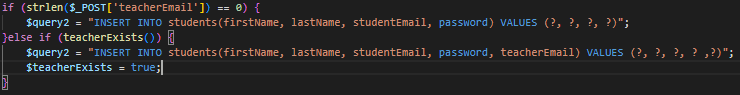 if (strlen($_POST['teacherEmail']) == 0) {
$query2 = "INSERT INTO students(firstName, lastName, studentEmail, password) VALUES (?, ?, ?, ?)";
}else if (teacherExists()) {
$query2 = "INSERT INTO students(firstName, lastName, studentEmail, password, teacherEmail) VALUES (?, ?, ?, ? ,?)";
$teacherExists = true;
}